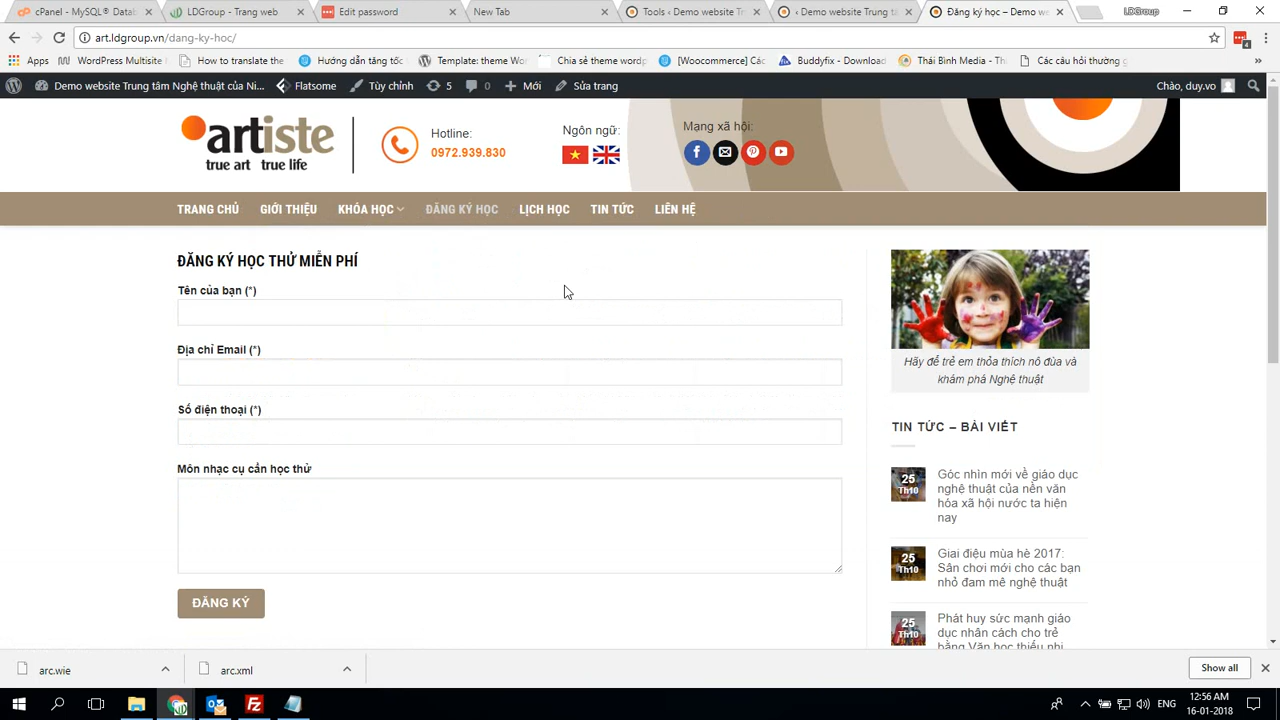 cPanel - MySQL® Datab
LDGroup - Trang web
Edit password
New Tab
Tools ‹ Demo website Tr
‹ Demo website Trung tâ
Đăng ký học – Demo we
LDGroup
art.ldgroup.vn/dang-ky-hoc/
4
Apps
WordPress Multisite
How to translate the
Hướng dẫn tăng tốc
Template: theme Wor
Chia sẻ theme wordp
[Woocommerce] Các
Buddyfix - Download
Thái Bình Media - Th
Các câu hỏi thường g
»
Demo website Trung tâm Nghệ thuật của Ni...
Flatsome
Tùy chỉnh
5
0
Mới
Sửa trang
Chào, duy.vo
artiste
true art true life
Hotline:
0972.939.830
Ngôn ngữ:
Mạng xã hội:
TRANG CHỦ
GIỚI THIỆU
KHÓA HỌC
ĐĂNG KÝ HỌC
LỊCH HỌC
TIN TỨC
LIÊN HỆ
ĐĂNG KÝ HỌC THỬ MIỄN PHÍ
Tên của bạn (*)
Địa chỉ Email (*)
Số điện thoại (*)
Môn nhạc cụ cần học thử
ĐĂNG KÝ
Hãy để trẻ em thỏa thích nô đùa và
khám phá Nghệ thuật
TIN TỨC – BÀI VIẾT
25
Th10
Góc nhìn mới về giáo dục
nghệ thuật của nền văn
hóa xã hội nước ta hiện
nay
25
Th10
Giai điệu mùa hè 2017:
Sân chơi mới cho các bạn
nhỏ đam mê nghệ thuật
25
Th10
Phát huy sức mạnh giáo
dục nhân cách cho trẻ
bằng Văn học thiếu nhi
arc.wie
arc.xml
Show all
ENG
12:56 AM
16-01-2018